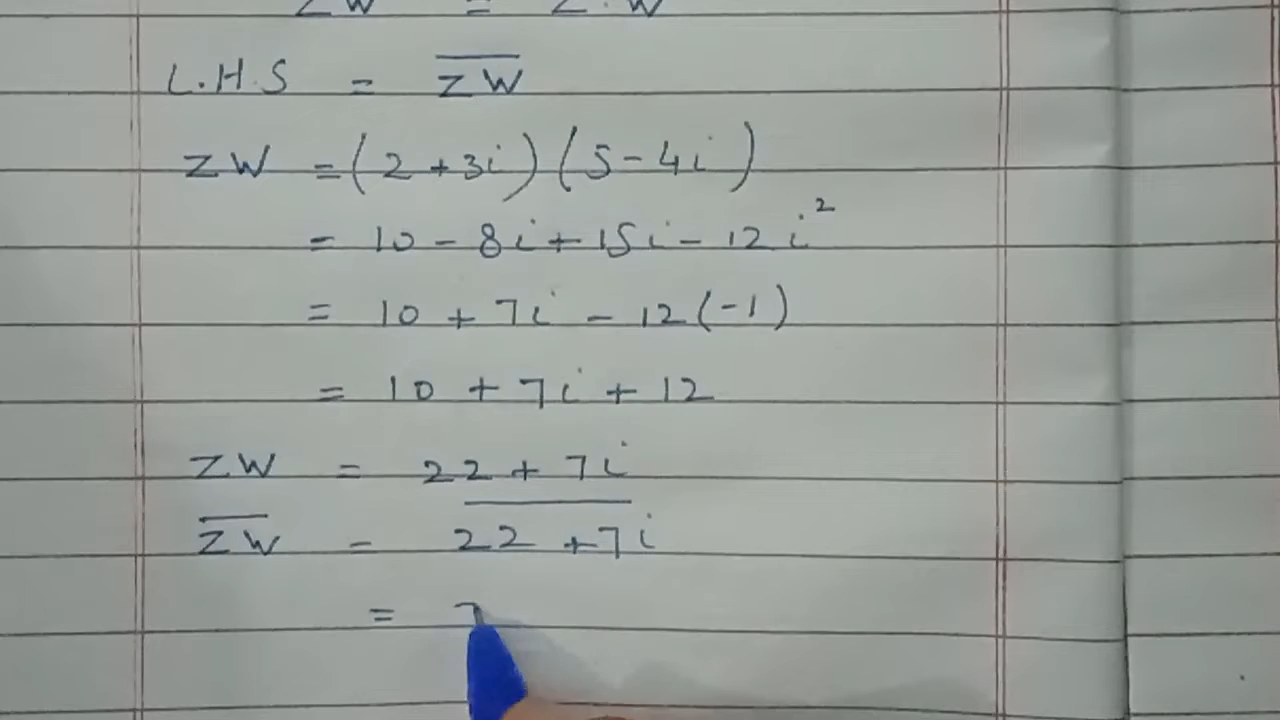 ZW = Z.W
L.H.S = \overline{ZW}
ZW = (2+3i)(5-4i)
= 10 - 8i + 15i - 12i²
= 10 + 7i - 12(-1)
= 10 + 7i + 12
ZW = 22 + 7i
\overline{ZW} = \overline{22 + 7i}
=